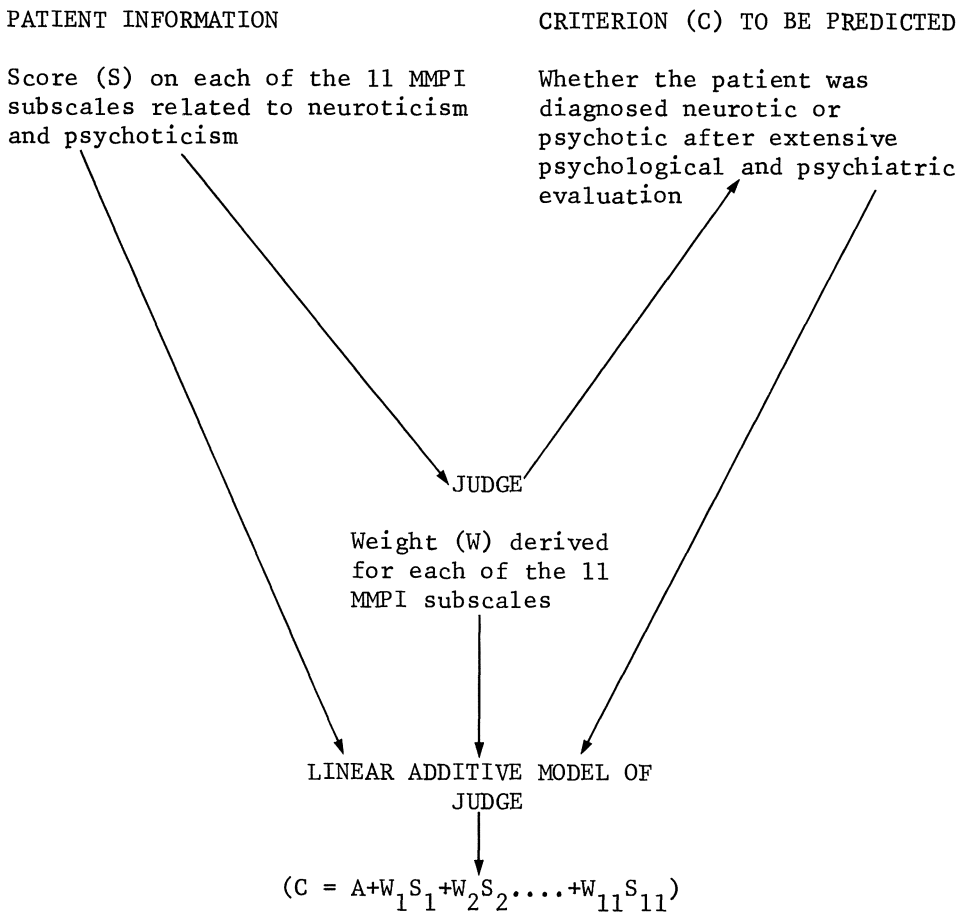 PATIENT INFORMATION
Score (S) on each of the 11 MMPI
subscales related to neuroticism
and psychoticism
CRITERION (C) TO BE PREDICTED
Whether the patient was
diagnosed neurotic or
psychotic after extensive
psychological and psychiatric
evaluation
JUDGE
Weight (W) derived
for each of the 11
MMPI subscales
LINEAR ADDITIVE MODEL OF
JUDGE
(C = A+W₁S₁+W₂S₂....+W₁₁S₁₁)